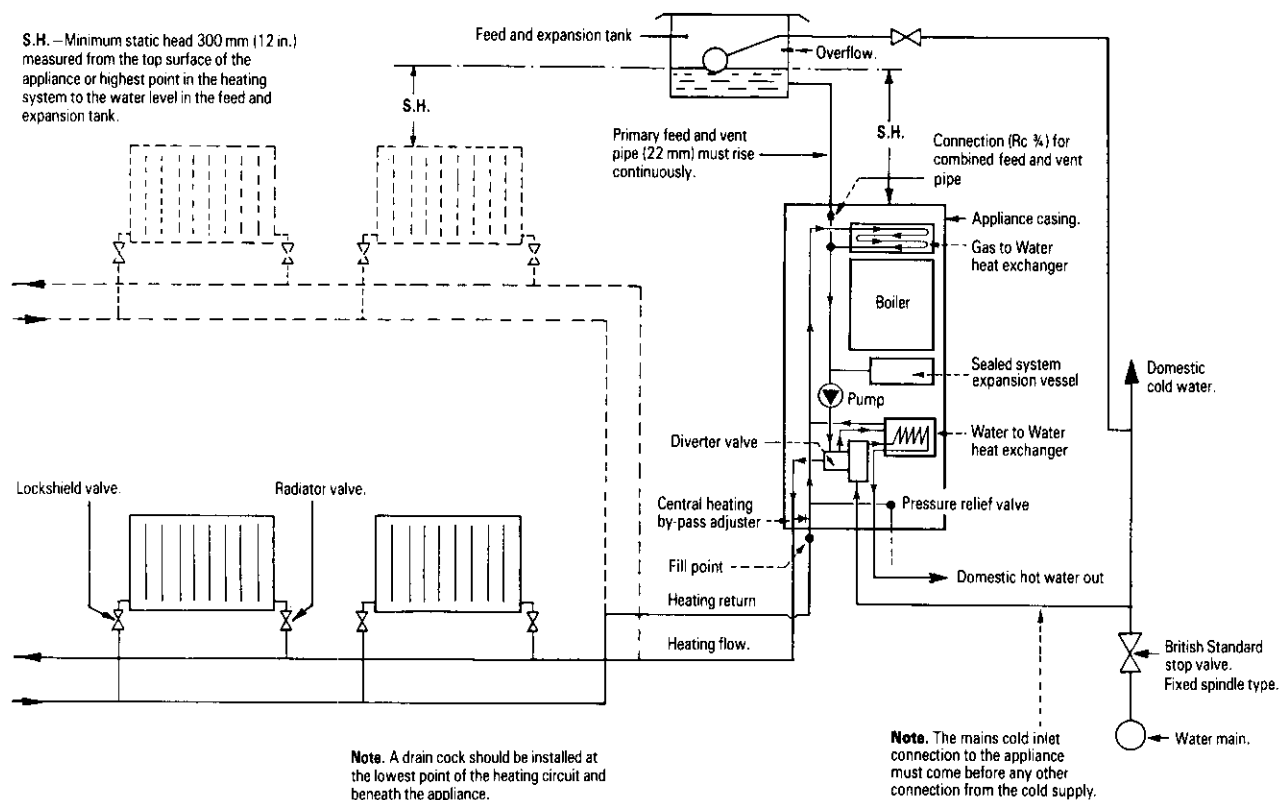 S.H. – Minimum static head 300 mm (12 in.)
measured from the top surface of the
appliance or highest point in the heating
system to the water level in the feed and
expansion tank.
Feed and expansion tank
Overflow.
S.H.
S.H.
Primary feed and vent
pipe (22 mm) must rise
continuously.
Connection (Rc ¾) for
combined feed and vent
pipe
Appliance casing.
Gas to Water
heat exchanger
Boiler
Sealed system
expansion vessel
Domestic
cold water.
Pump
Diverter valve
Water to Water
heat exchanger
Lockshield valve.
Radiator valve.
Central heating
by-pass adjuster
Pressure relief valve
Fill point
Domestic hot water out
Heating return
Heating flow.
British Standard
stop valve.
Fixed spindle type.
Water main.
Note. A drain cock should be installed at
the lowest point of the heating circuit and
beneath the appliance.
Note. The mains cold inlet
connection to the appliance
must come before any other
connection from the cold supply.